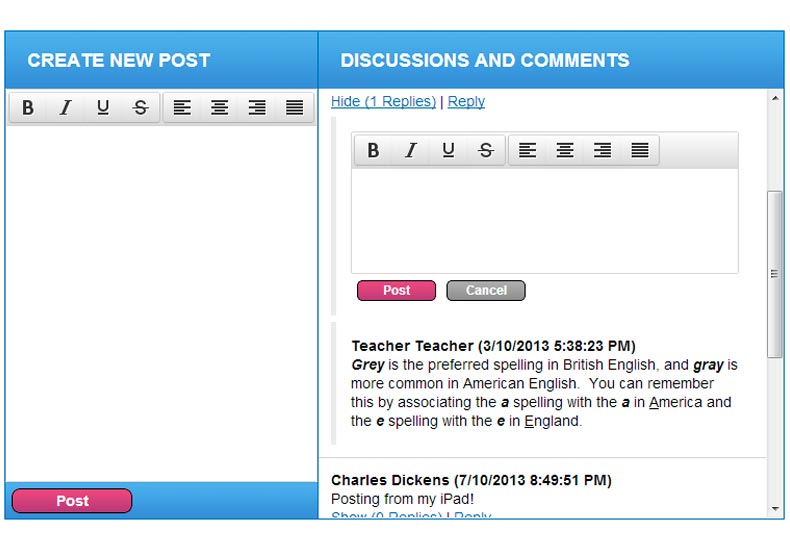 CREATE NEW POST
B I U S
Post
DISCUSSIONS AND COMMENTS
Hide (1 Replies) | Reply
B I U S
Post Cancel
Teacher Teacher (3/10/2013 5:38:23 PM)
Grey is the preferred spelling in British English, and gray is
more common in American English. You can remember
this by associating the a spelling with the a in America and
the e spelling with the e in England.
Charles Dickens (7/10/2013 8:49:51 PM)
Posting from my iPad!
Show (0 Replies) | Reply